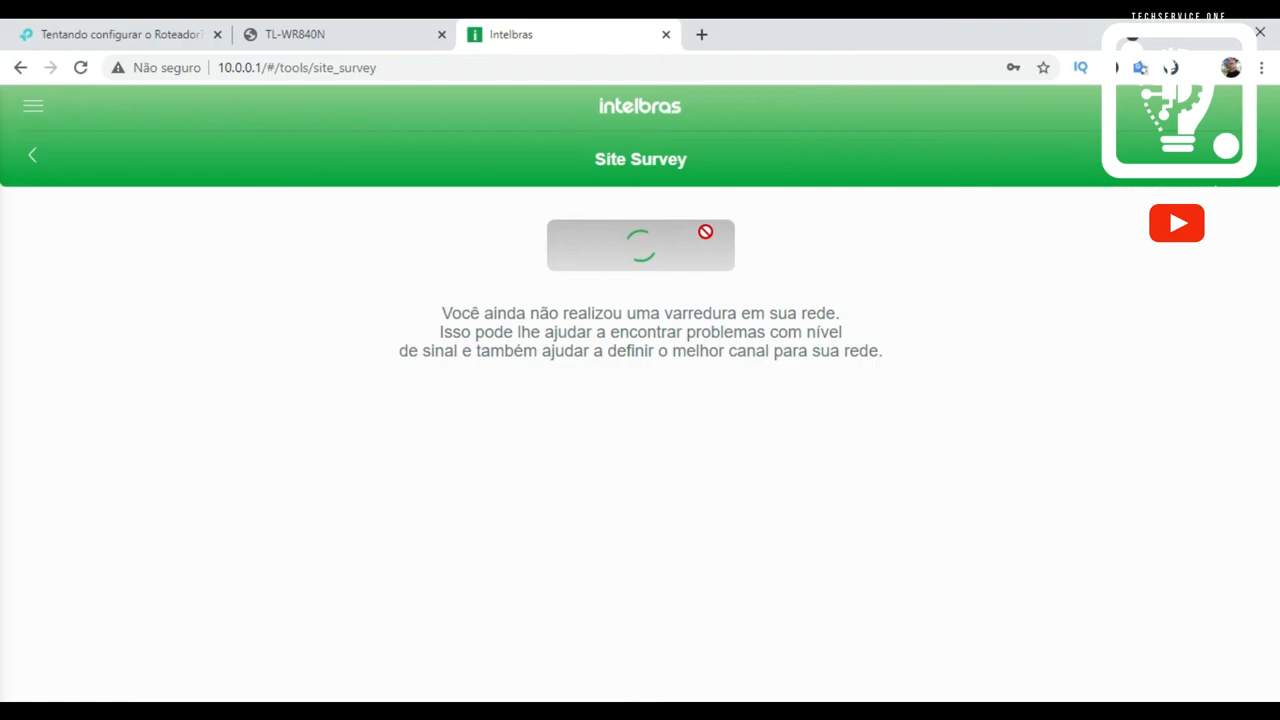 TECHSERVICE ONE
Tentando configurar o Roteador?
TL-WR840N
Intelbras
Não seguro
10.0.0.1/#/tools/site_survey
IQ
intelbras
Site Survey
Você ainda não realizou uma varredura em sua rede.
Isso pode lhe ajudar a encontrar problemas com nível
de sinal e também ajudar a definir o melhor canal para sua rede.